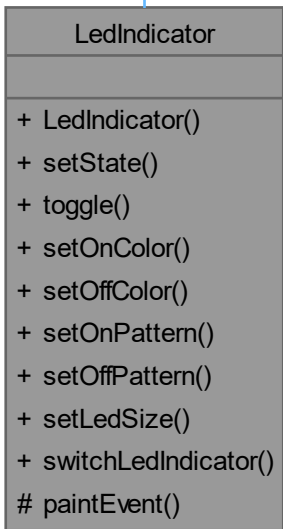 LedIndicator
+ LedIndicator()
+ setState()
+ toggle()
+ setOnColor()
+ setOffColor()
+ setOnPattern()
+ setOffPattern()
+ setLedSize()
+ switchLedIndicator()
# paintEvent()